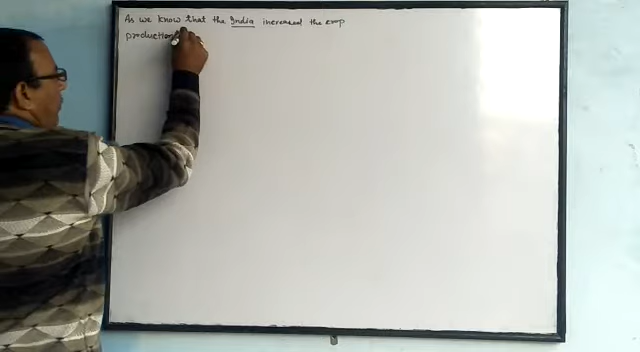 As we know that the India increased the crop
production